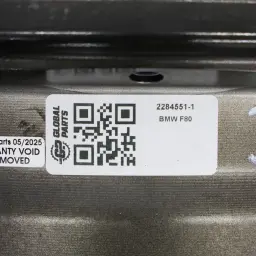 GLOBAL
PARTS
2284551-1
BMW F80
arts 05/2025
ANTY VOID
MOVED